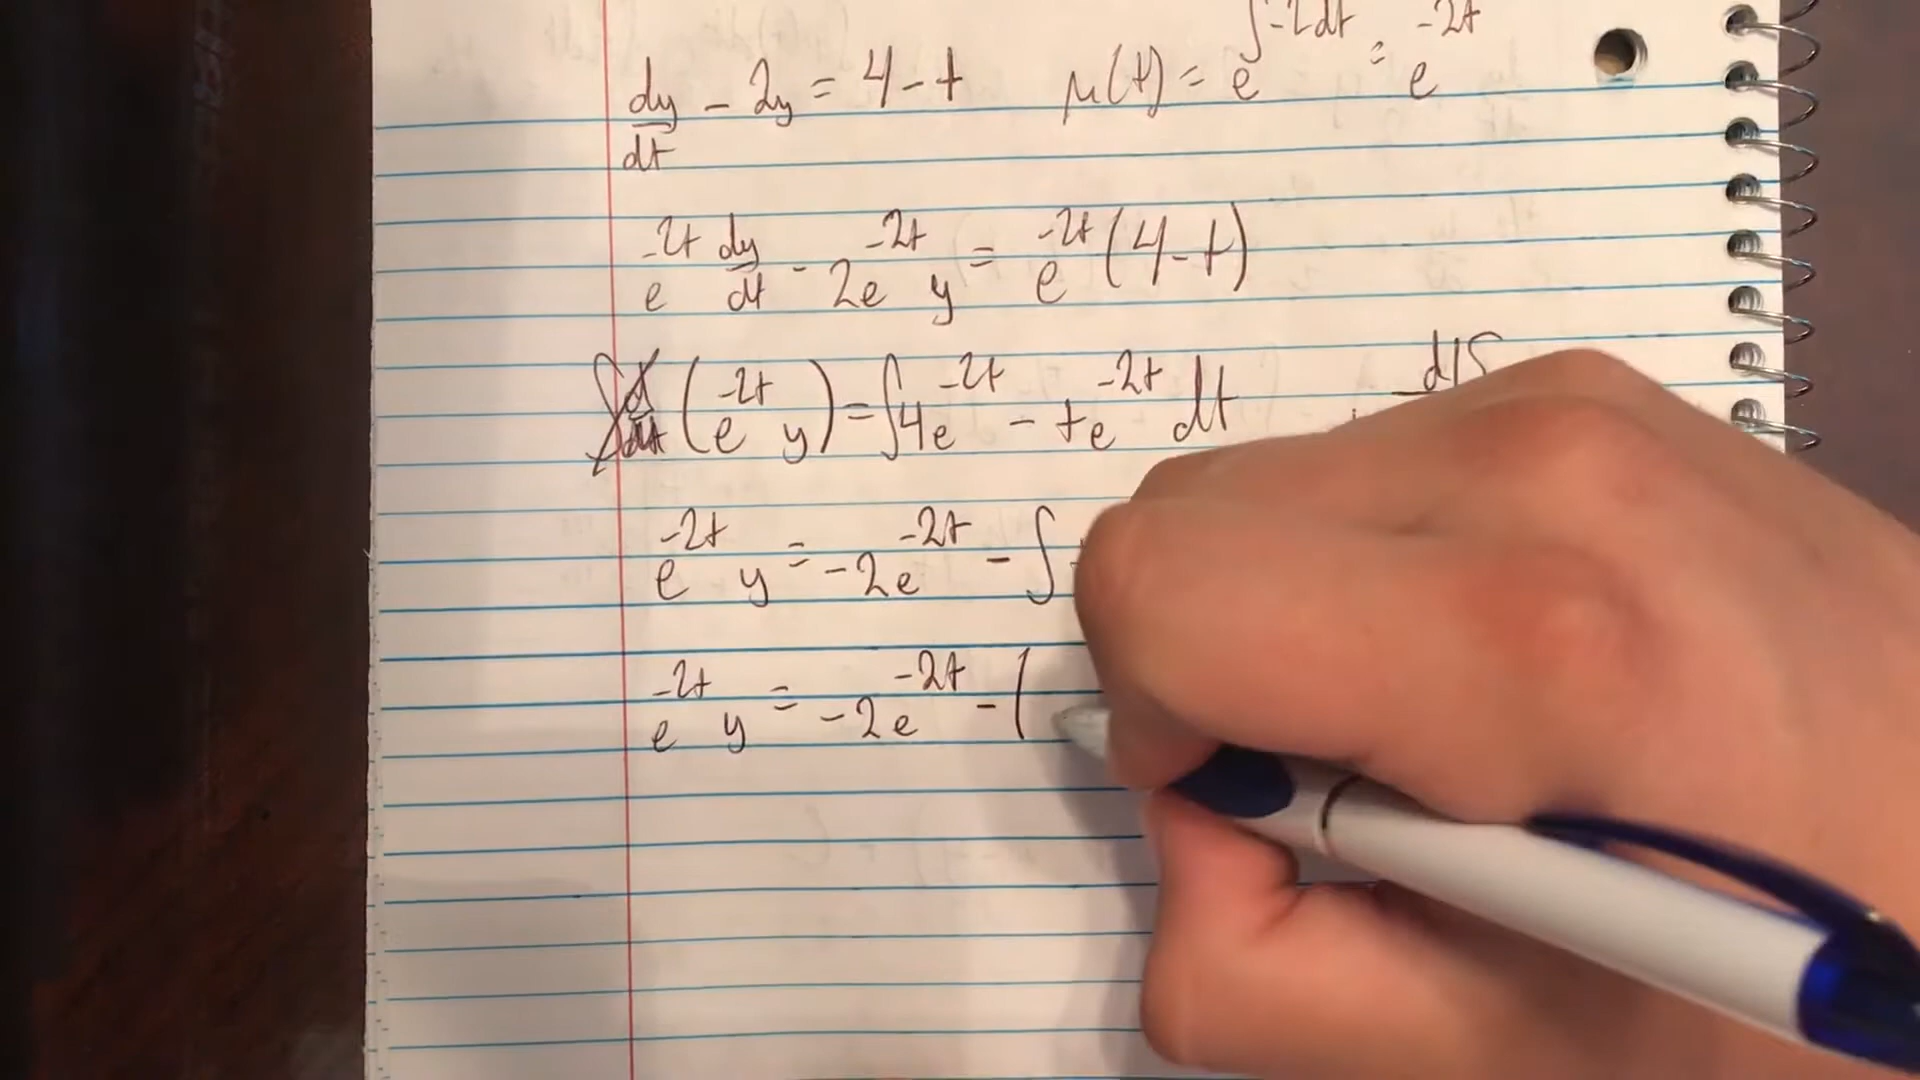 dy/dt - 2y = 4 - t μ(t) = e^∫-2dt = e^-2t
e^-2t dy/dt - 2e^-2t y = e^-2t (4 - t)
∫ d/dt (e^-2t y) = ∫ 4e^-2t - te^-2t dt
e^-2t y = -2e^-2t - ∫
e^-2t y = -2e^-2t - (